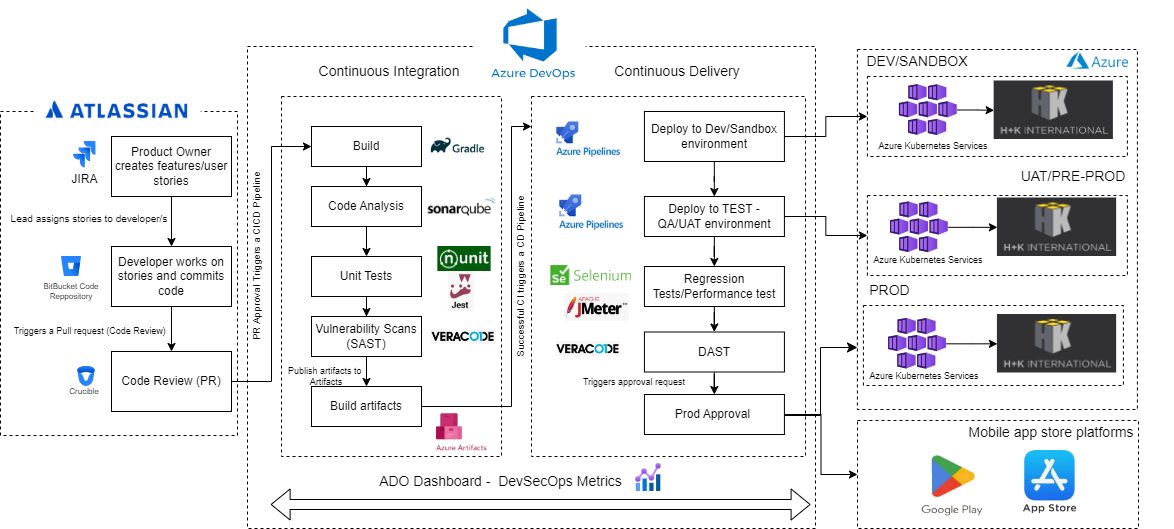 Azure DevOps
Continuous Integration
Continuous Delivery
ATLASSIAN
JIRA
Product Owner
creates features/user
stories
Lead assigns stories to developer/s
BitBucket Code
Reppository
Developer works on
stories and commits
code
Triggers a Pull request (Code Review)
Crucible
Code Review (PR)
PR Approval Triggers a CICD Pipeline
Build
Gradle
Code Analysis
sonarqube
Unit Tests
nunit
Jest
Vulnerability Scans
(SAST)
VERACODE
Publish artifacts to
Artifacts
Build artifacts
Azure Artifacts
Successful CI triggers a CD Pipeline
Azure Pipelines
Deploy to Dev/Sandbox
environment
Azure Pipelines
Deploy to TEST -
QA/UAT environment
Se Selenium
APACHE
JMeter™
Regression
Tests/Performance test
VERACODE
DAST
Triggers approval request
Prod Approval
ADO Dashboard - DevSecOps Metrics
DEV/SANDBOX
Azure
Azure Kubernetes Services
HK
H+K INTERNATIONAL
UAT/PRE-PROD
Azure Kubernetes Services
HK
H+K INTERNATIONAL
PROD
Azure Kubernetes Services
HK
H+K INTERNATIONAL
Mobile app store platforms
Google Play
App Store